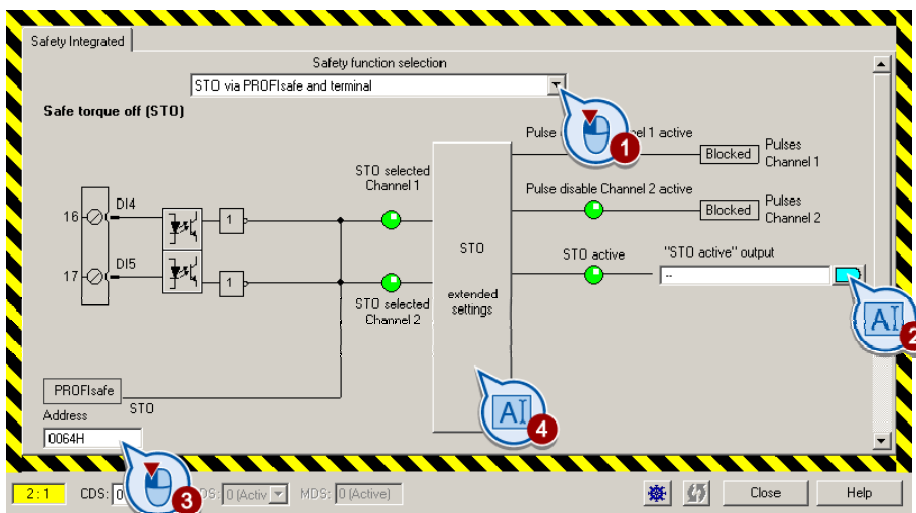 Safety Integrated
Safety function selection
STO via PROFIsafe and terminal
Safe torque off (STO)
1
Pulse nel 1 active
Blocked
Pulses
Channel 1
STO selected
Channel 1
Pulse disable Channel 2 active
Blocked
Pulses
Channel 2
16
DI4
1
STO
STO active
"STO active" output
--
17
DI5
1
STO selected
Channel 2
extended
settings
AI
2
PROFIsafe
STO
Address
0064H
AI
4
2 : 1
CDS: 0
3
DS: 0 (Activ
MDS: 0 (Active)
Close
Help